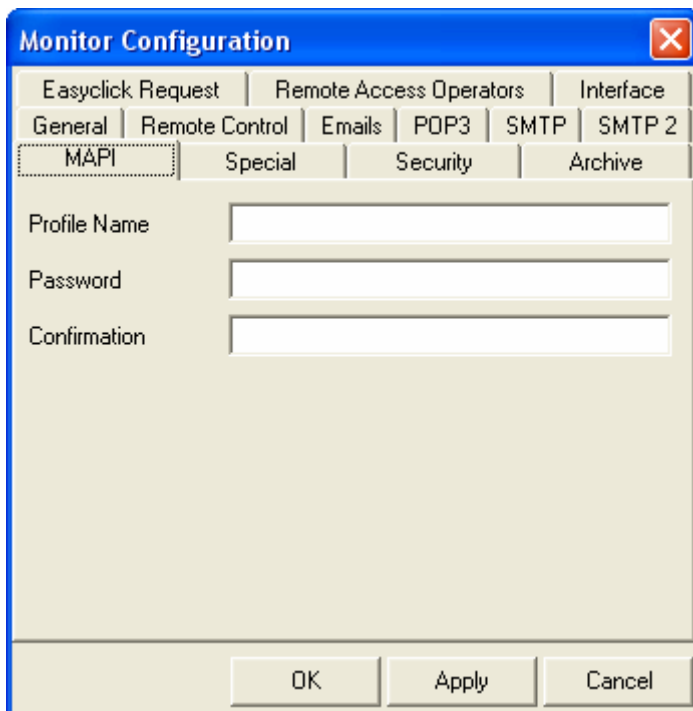 Monitor Configuration
Easyclick Request Remote Access Operators Interface
General Remote Control Emails POP3 SMTP SMTP 2
MAPI Special Security Archive
Profile Name
Password
Confirmation
OK Apply Cancel